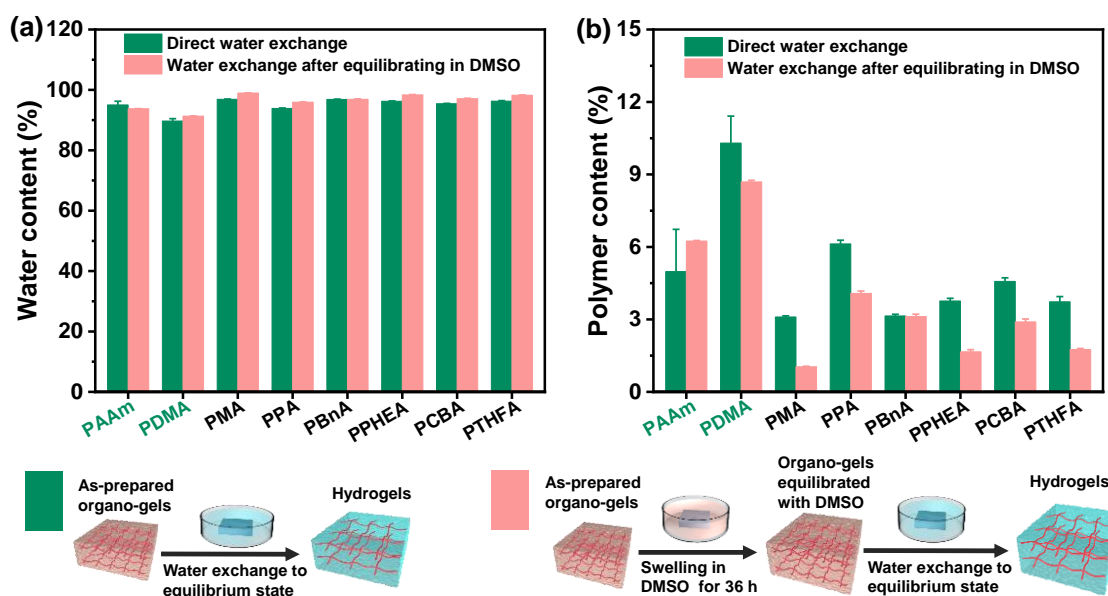 (a)
120
100
80
60
40
20
0
Water content (%)
Direct water exchange
Water exchange after equilibrating in DMSO
PAAm
PDMA
PMA
PPA
PBnA
PPHEA
PCBA
PTHFA
(b)
15
12
9
6
3
0
Polymer content (%)
Direct water exchange
Water exchange after equilibrating in DMSO
PAAm
PDMA
PMA
PPA
PBnA
PPHEA
PCBA
PTHFA
As-prepared
organo-gels
Water exchange to
equilibrium state
Hydrogels
As-prepared
organo-gels
Swelling in
DMSO for 36 h
Organo-gels
equilibrated
with DMSO
Water exchange to
equilibrium state
Hydrogels